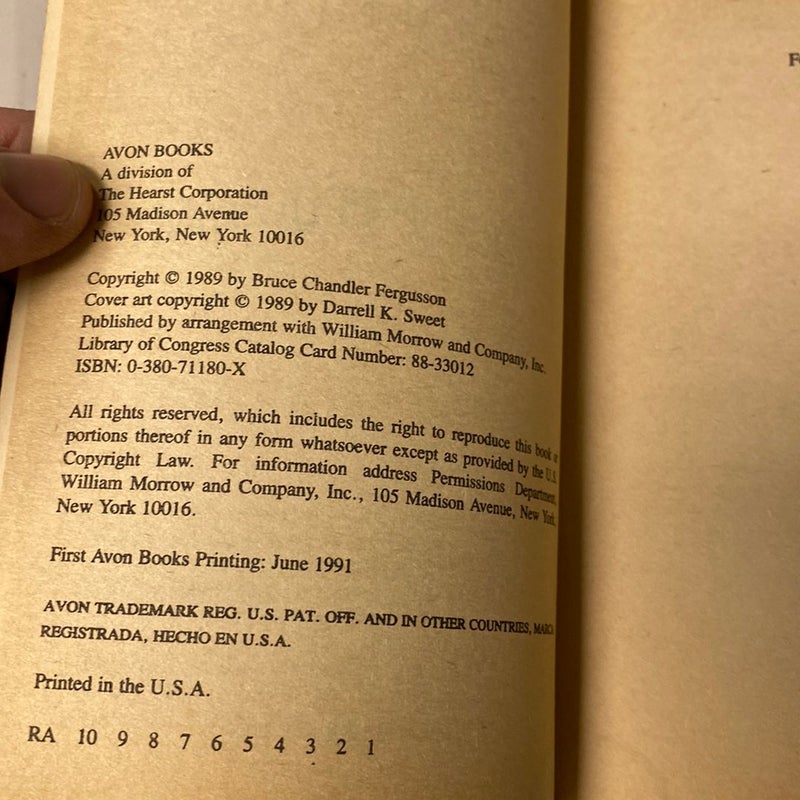 AVON BOOKS
A division of
The Hearst Corporation
105 Madison Avenue
New York, New York 10016
Copyright © 1989 by Bruce Chandler Fergusson
Cover art copyright © 1989 by Darrell K. Sweet
Published by arrangement with William Morrow and Company, Inc.
Library of Congress Catalog Card Number: 88-33012
ISBN: 0-380-71180-X
All rights reserved, which includes the right to reproduce this book or
portions thereof in any form whatsoever except as provided by the U.S.
Copyright Law. For information address Permissions Department,
William Morrow and Company, Inc., 105 Madison Avenue, New York,
New York 10016.
First Avon Books Printing: June 1991
AVON TRADEMARK REG. U.S. PAT. OFF. AND IN OTHER COUNTRIES, MARCA
REGISTRADA, HECHO EN U.S.A.
Printed in the U.S.A.
RA 10 9 8 7 6 5 4 3 2 1